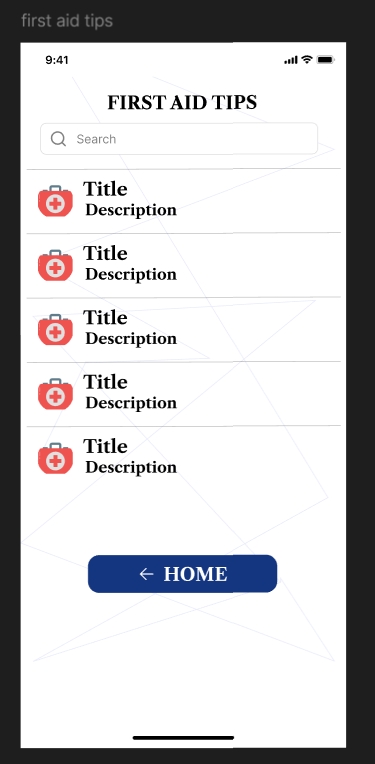 first aid tips
9:41
FIRST AID TIPS
Search
Title
Description
Title
Description
Title
Description
Title
Description
Title
Description
HOME